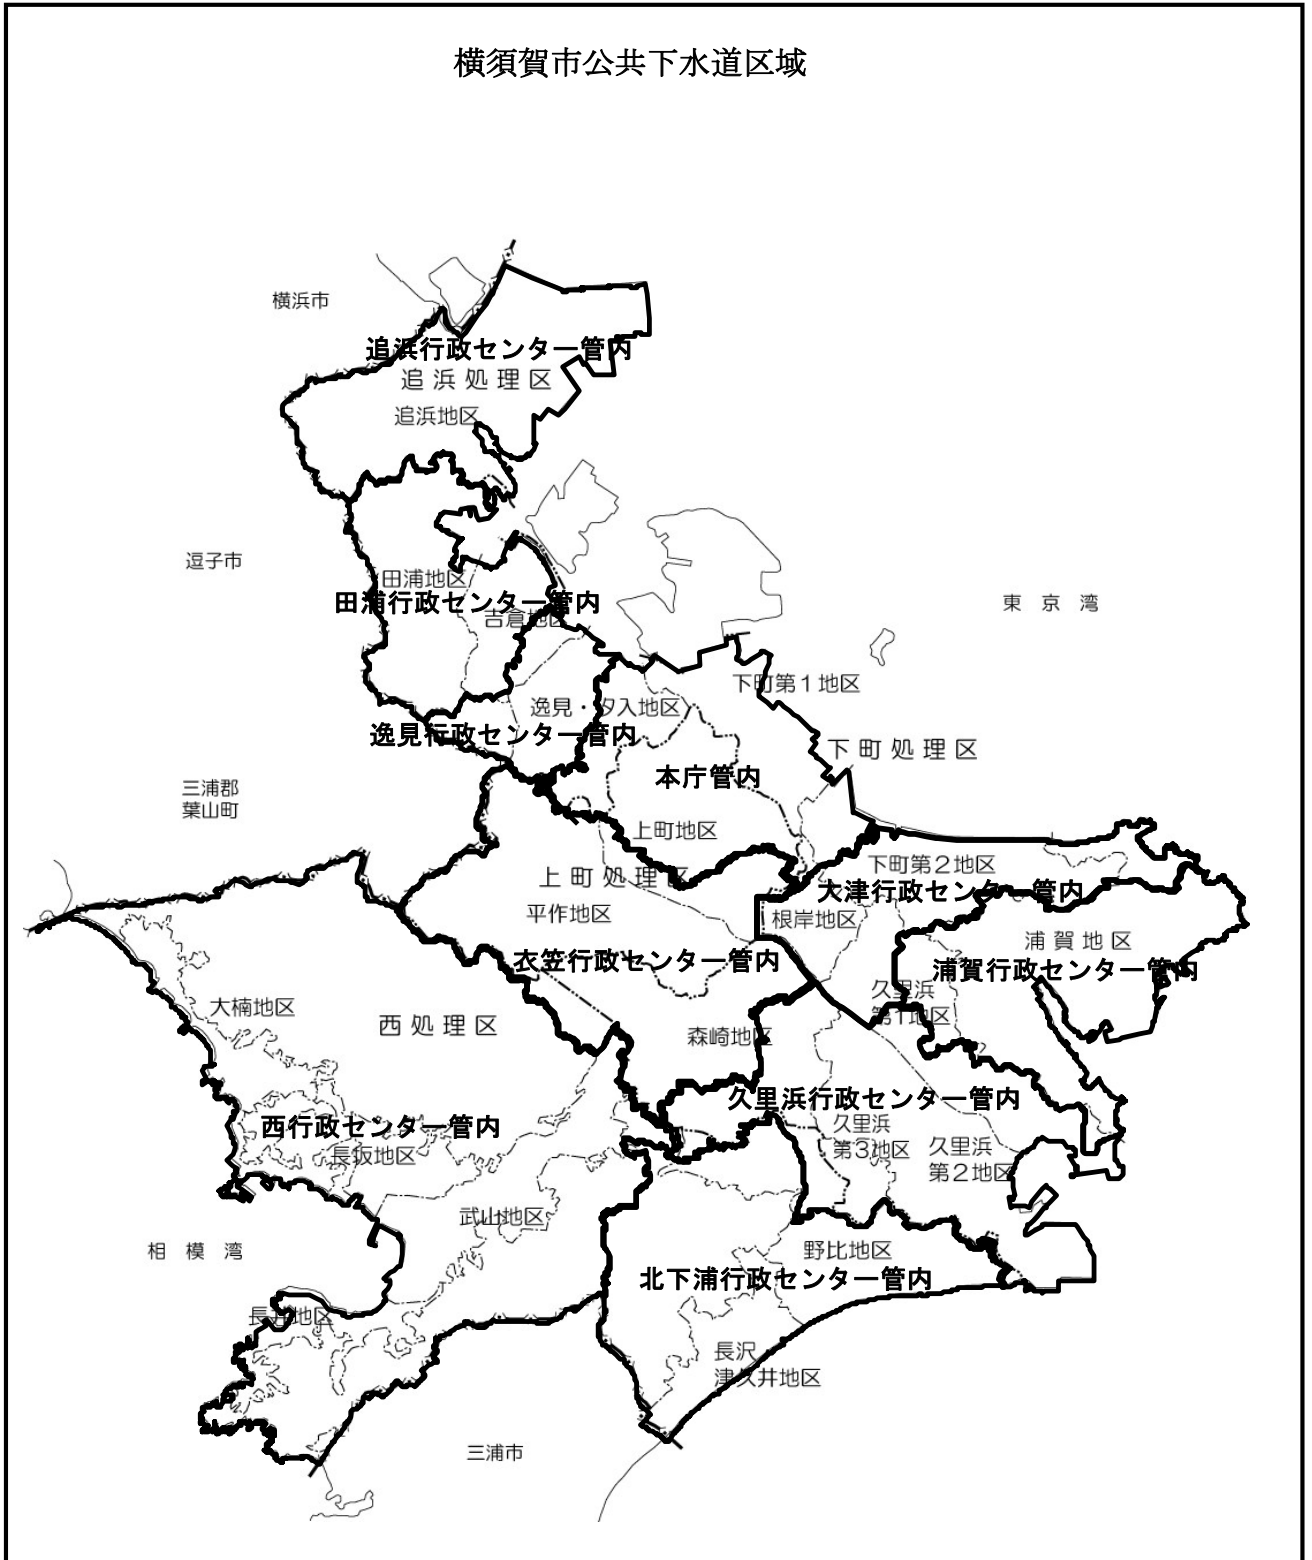 横須賀市公共下水道区域
横浜市
追浜行政センター管内
追浜処理区
追浜地区
逗子市
田浦地区
田浦行政センター管内
吉倉地区
東京湾
下町第1地区
逸見・汐入地区
逸見行政センター管内
下町処理区
本庁管内
三浦郡
葉山町
上町地区
下町第2地区
上町処理区
大津行政センター管内
平作地区
根岸地区
浦賀地区
衣笠行政センター管内
浦賀行政センター管内
久里浜
第1地区
大楠地区
西処理区
森崎地区
久里浜行政センター管内
西行政センター管内
久里浜
第3地区
長坂地区
久里浜
第2地区
武山地区
相模湾
野比地区
北下浦行政センター管内
長井地区
長沢
津久井地区
三浦市